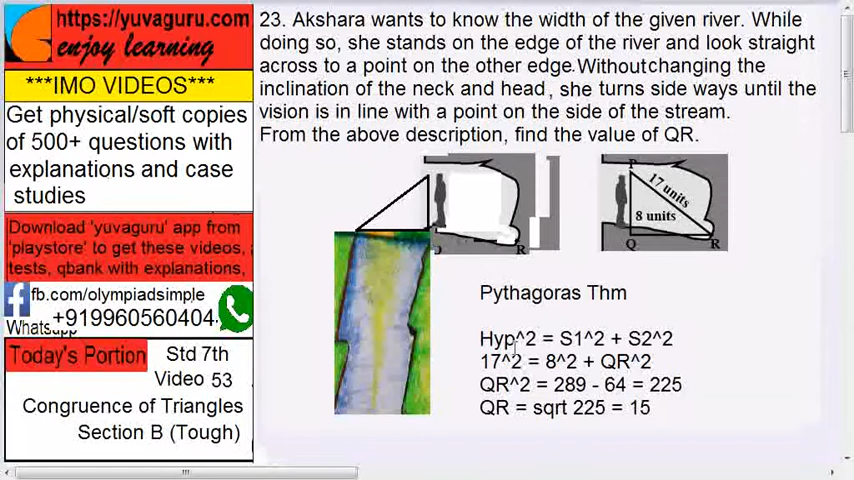 https://yuvaguru.com
enjoy learning
***IMO VIDEOS***
Get physical/soft copies
of 500+ questions with
explanations and case
studies
Download 'yuvaguru' app from
'playstore' to get these videos,
tests, qbank with explanations,
fb.com/olympiadsimple
+919960560404
Whatsapp
Today's Portion
Std 7th
Video 53
Congruence of Triangles
Section B (Tough)
23. Akshara wants to know the width of the given river. While
doing so, she stands on the edge of the river and look straight
across to a point on the other edge.Without changing the
inclination of the neck and head, she turns side ways until the
vision is in line with a point on the side of the stream.
From the above description, find the value of QR.
R
P
17 units
8 units
Q
R
Pythagoras Thm
Hyp^2 = S1^2 + S2^2
17^2 = 8^2 + QR^2
QR^2 = 289 - 64 = 225
QR = sqrt 225 = 15